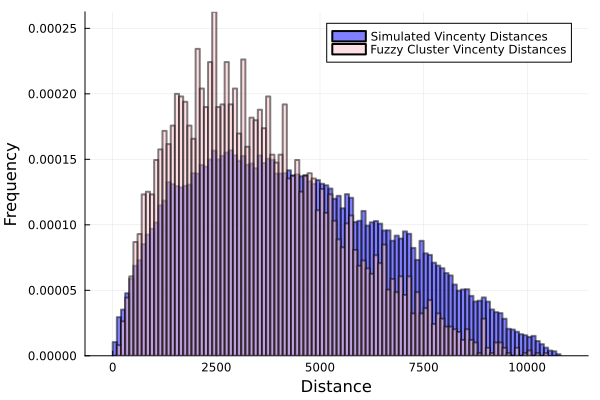 Simulated Vincenty Distances
Fuzzy Cluster Vincenty Distances
Frequency
0.00025
0.00020
0.00015
0.00010
0.00005
0.00000
0 2500 5000 7500 10000
Distance